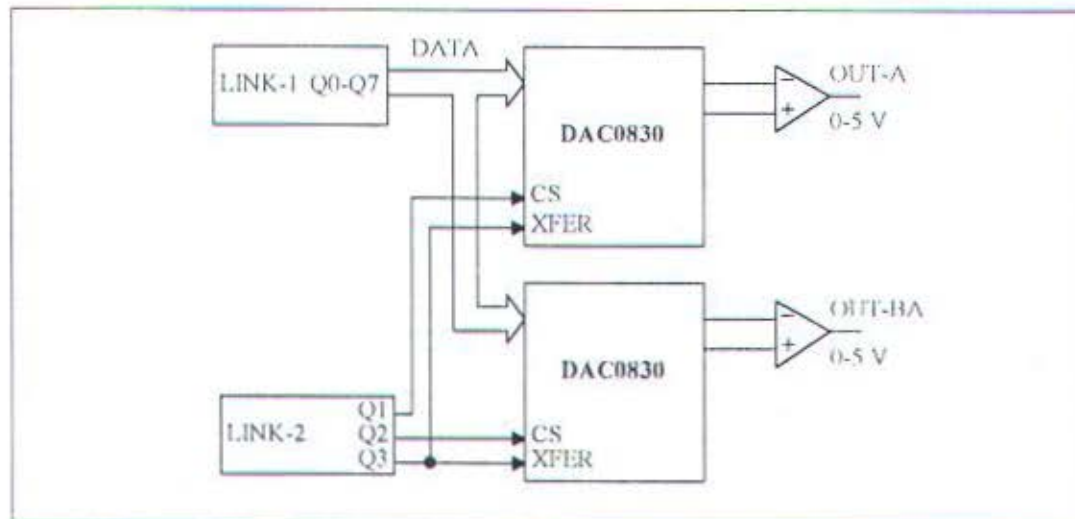 DATA
LINK-1 Q0-Q7
DAC0830
OUT-A
0-5 V
CS
XFER
OUT-BA
0-5 V
DAC0830
LINK-2
Q1
Q2
Q3
CS
XFER